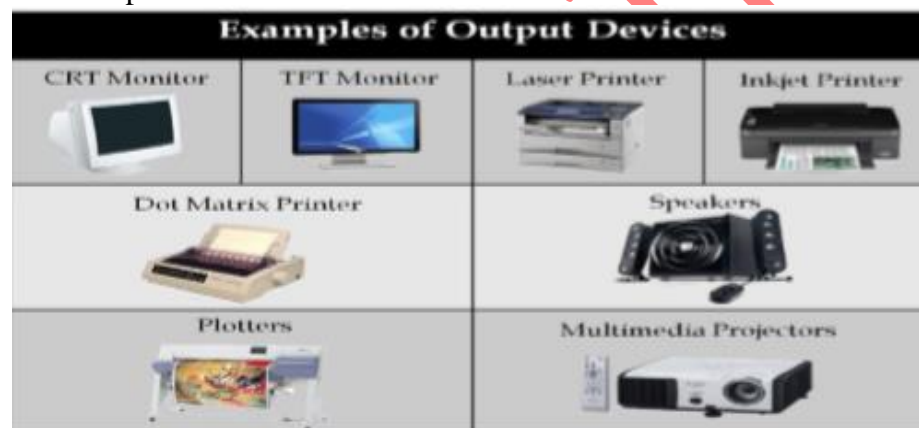 Examples of Output Devices
CRT Monitor
TFT Monitor
Laser Printer
Inkjet Printer
Dot Matrix Printer
Speakers
Plotters
Multimedia Projectors